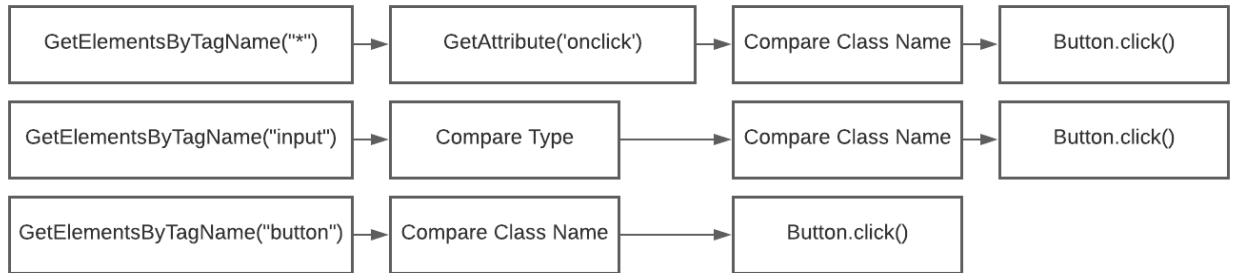 GetElementsByTagName("*")
GetAttribute('onclick')
Compare Class Name
Button.click()
GetElementsByTagName("input")
Compare Type
Compare Class Name
Button.click()
GetElementsByTagName("button")
Compare Class Name
Button.click()